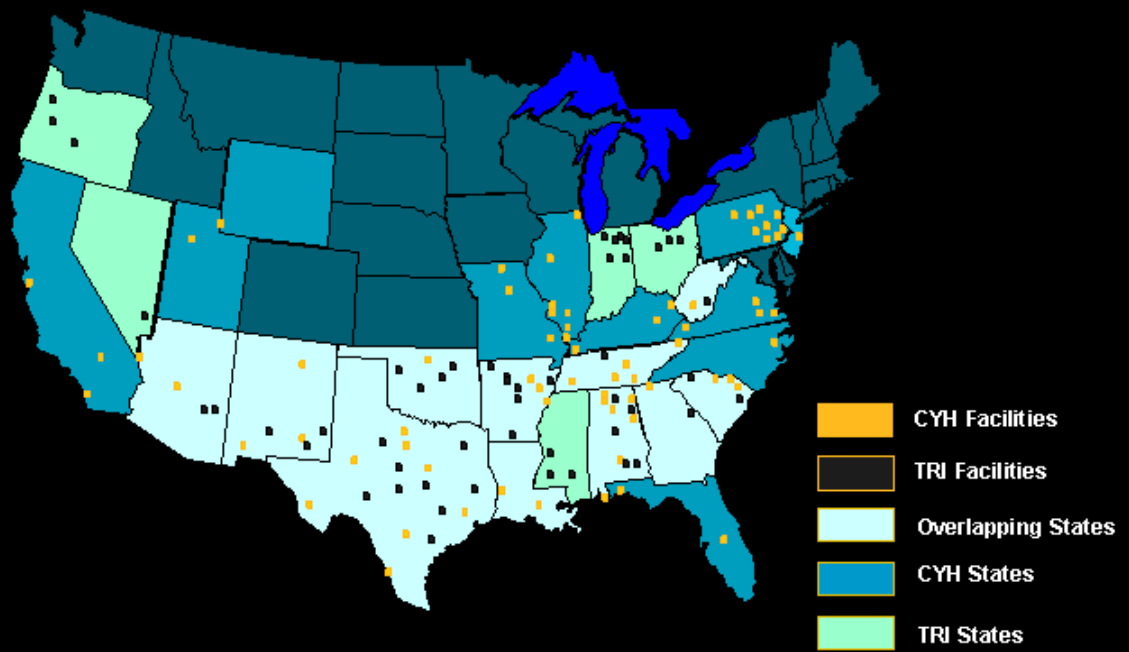 CYH Facilities
TRI Facilities
Overlapping States
CYH States
TRI States